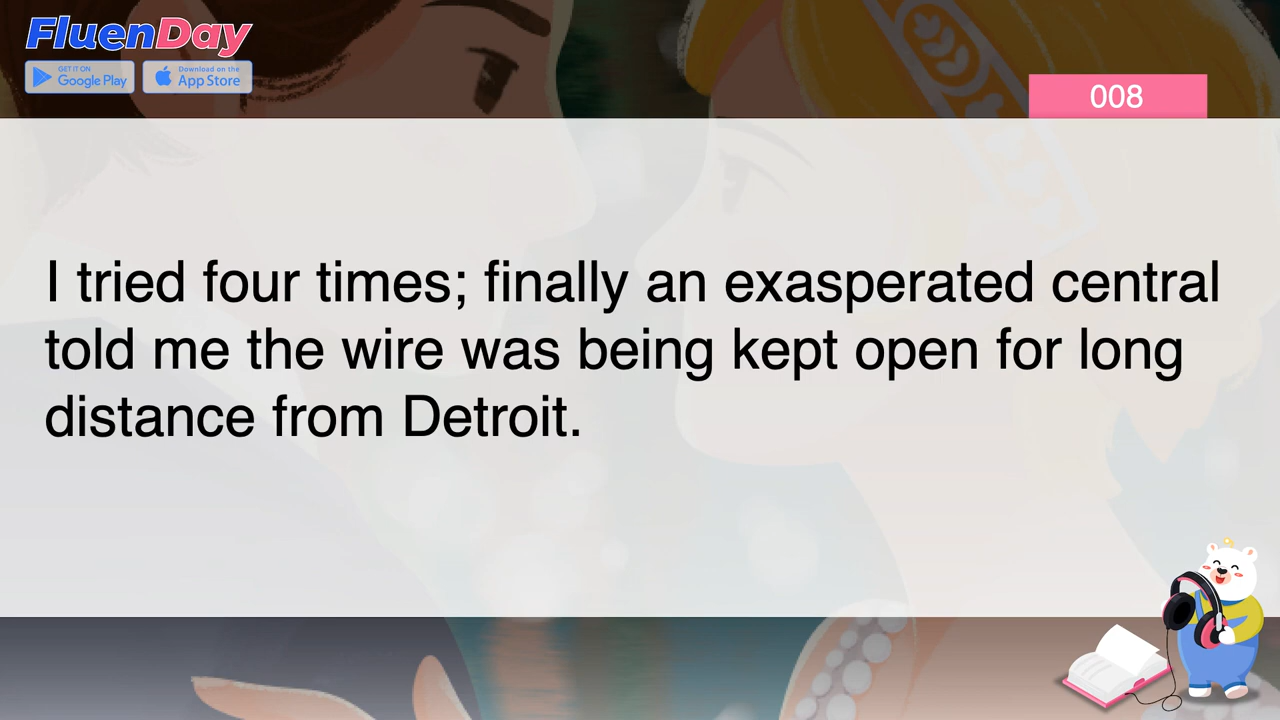 FluenDay
GET IT ON
Google Play
Download on the
App Store
008
I tried four times; finally an exasperated central
told me the wire was being kept open for long
distance from Detroit.